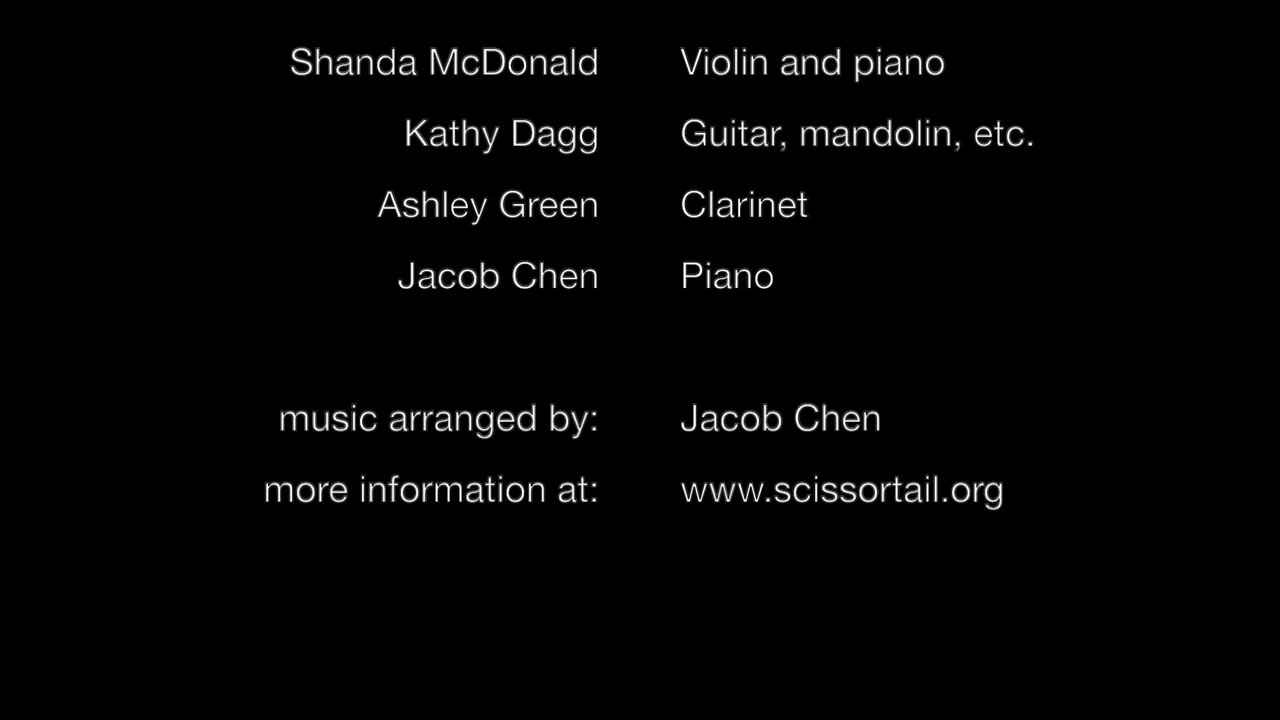 Shanda McDonald Violin and piano
Kathy Dagg Guitar, mandolin, etc.
Ashley Green Clarinet
Jacob Chen Piano
music arranged by: Jacob Chen
more information at: www.scissortail.org